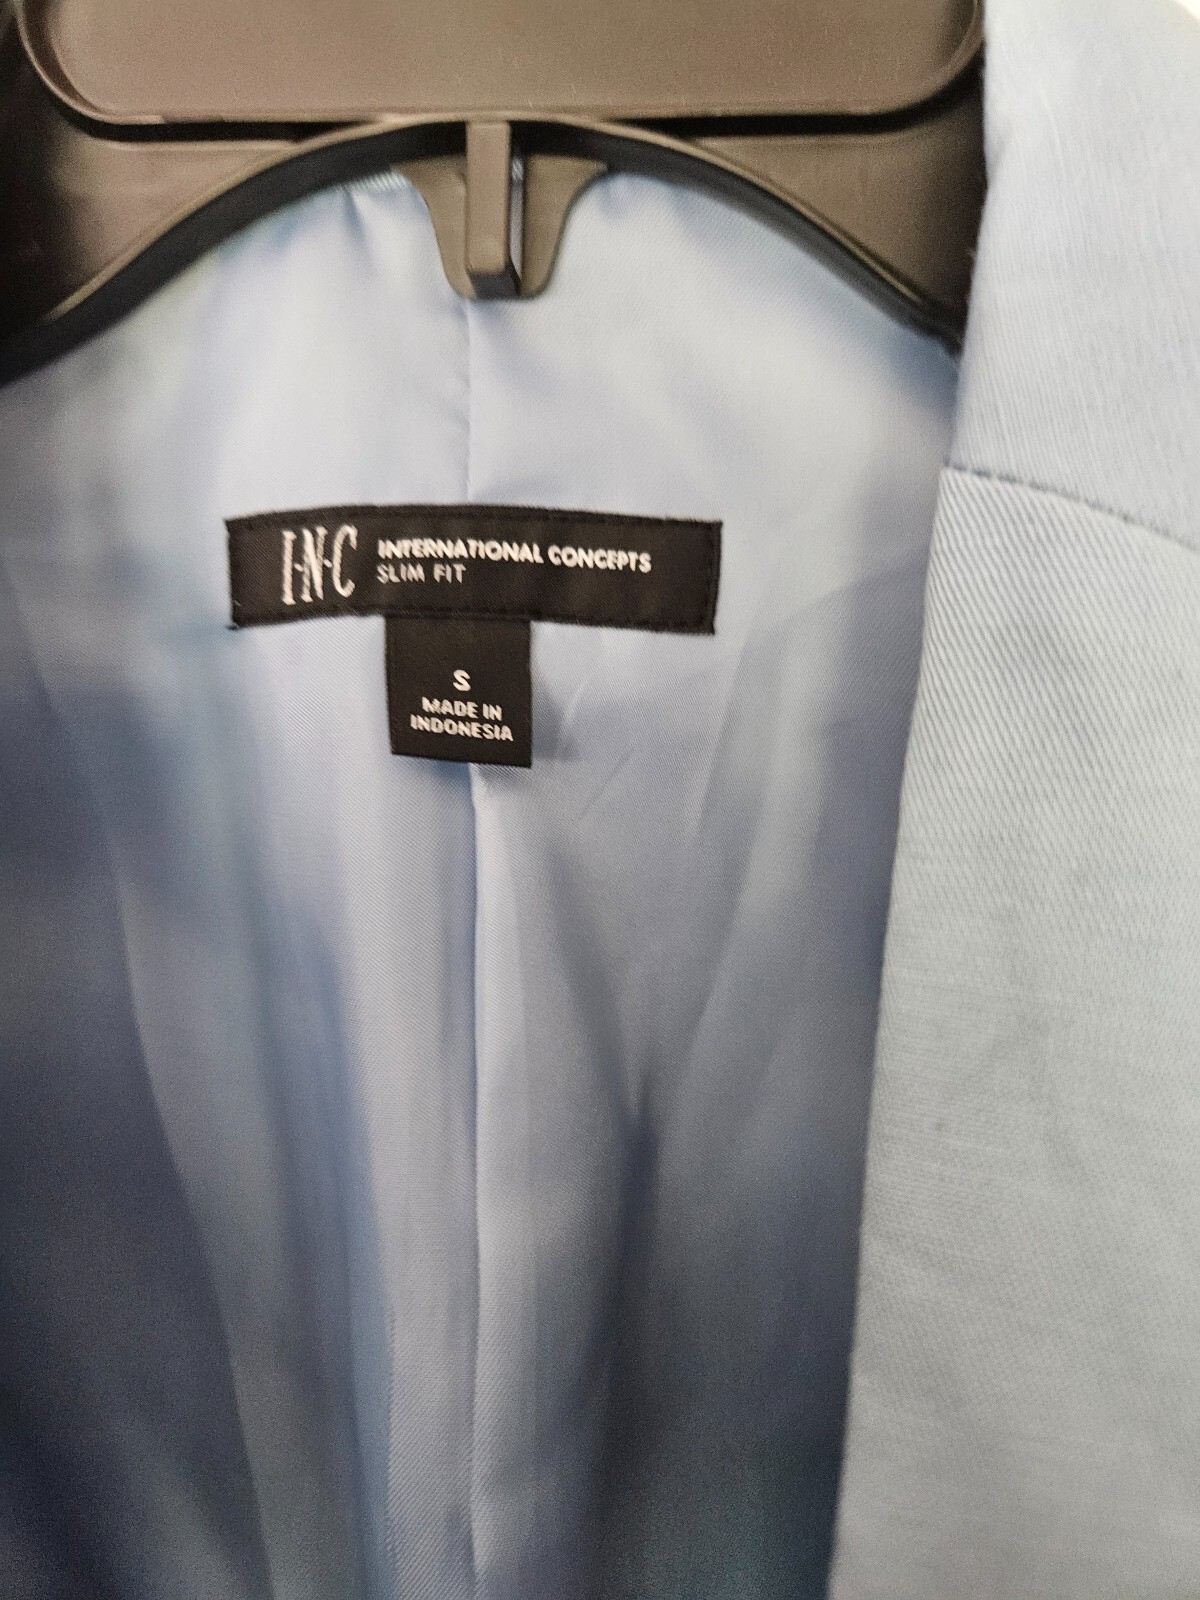 I·N·C INTERNATIONAL CONCEPTS
SLIM FIT
S
MADE IN
INDONESIA